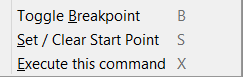 Toggle Breakpoint B
Set / Clear Start Point S
Execute this command X